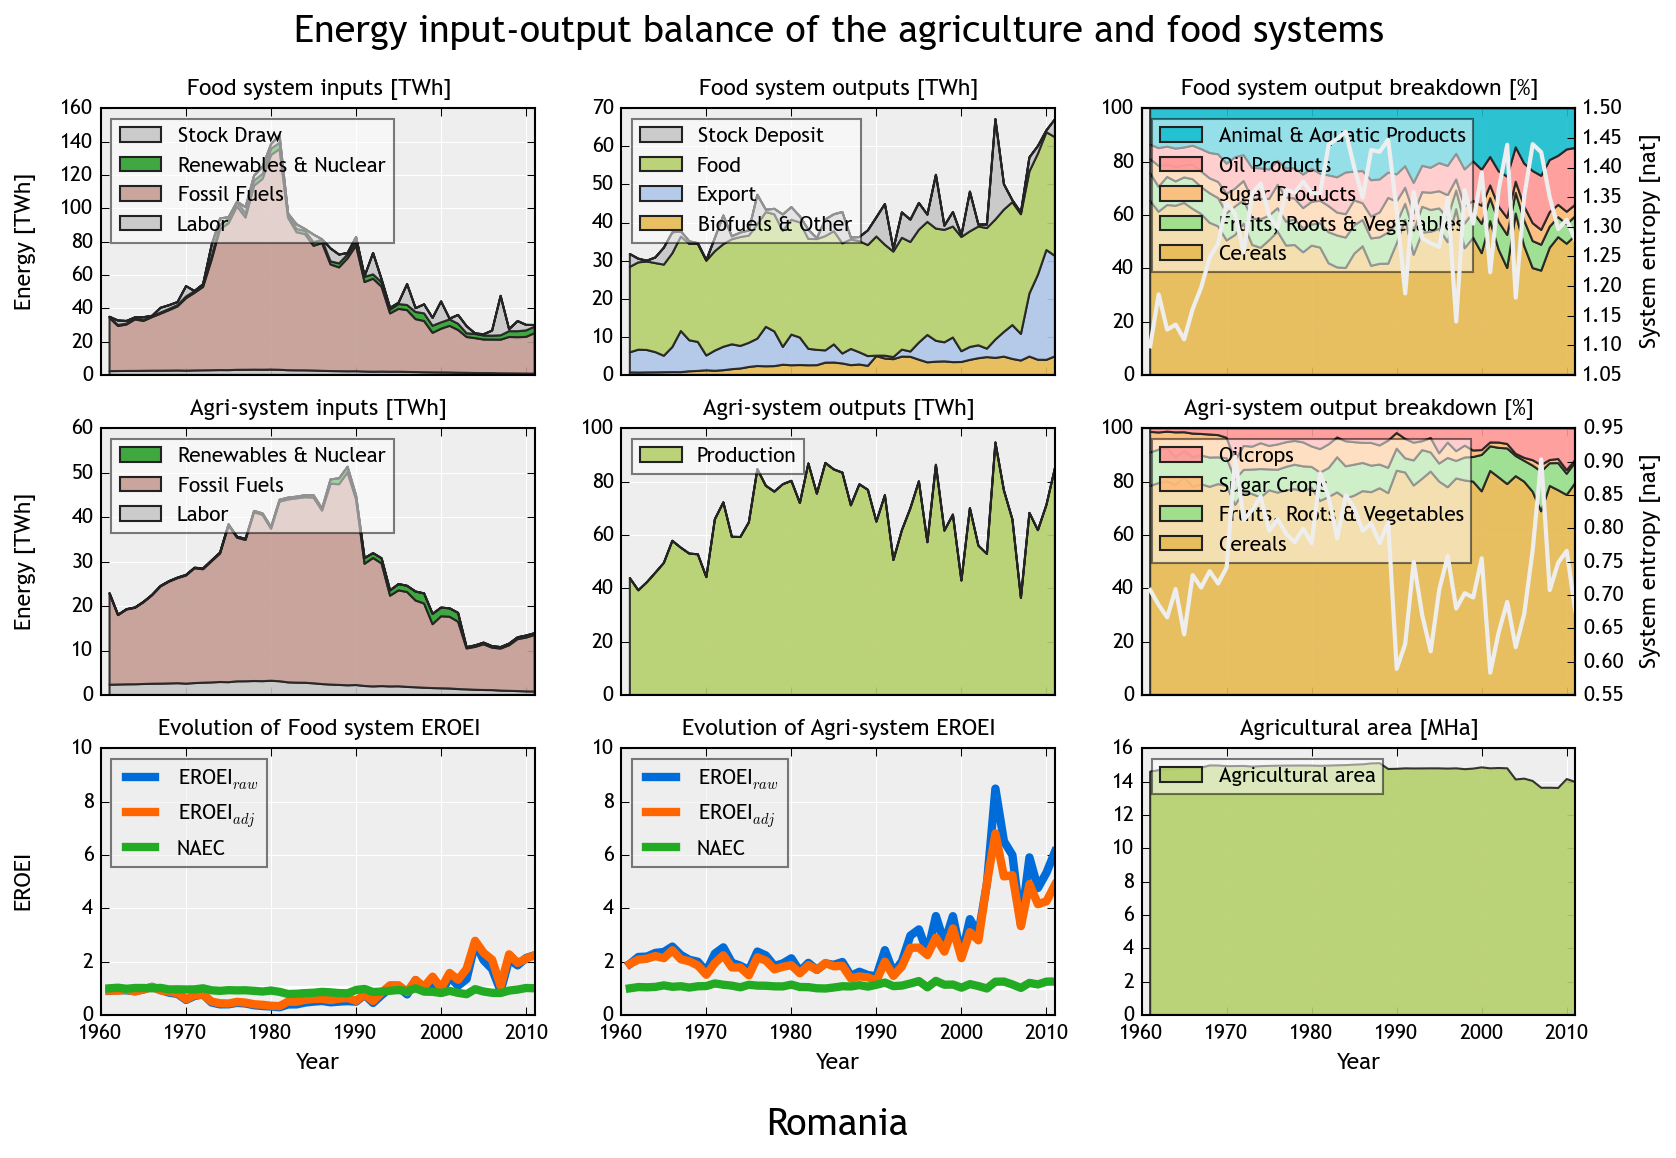 Energy input-output balance of the agriculture and food systems
Food system inputs [TWh]
160
140
120
100
80
60
40
20
0
Energy [TWh]
Stock Draw
Renewables & Nuclear
Fossil Fuels
Labor
Food system outputs [TWh]
70
60
50
40
30
20
10
0
Stock Deposit
Food
Export
Biofuels & Other
Food system output breakdown [%]
100
80
60
40
20
0
Animal & Aquatic Products
Oil Products
Sugar Products
Fruits, Roots & Vegetables
Cereals
1.50
1.45
1.40
1.35
1.30
1.25
1.20
1.15
1.10
1.05
System entropy [nat]
Agri-system inputs [TWh]
60
50
40
30
20
10
0
Energy [TWh]
Renewables & Nuclear
Fossil Fuels
Labor
Agri-system outputs [TWh]
100
80
60
40
20
0
Production
Agri-system output breakdown [%]
100
80
60
40
20
0
Oilcrops
Sugar Crops
Fruits, Roots & Vegetables
Cereals
0.95
0.90
0.85
0.80
0.75
0.70
0.65
0.60
0.55
System entropy [nat]
Evolution of Food system EROEI
10
8
6
4
2
0
EROEI
EROEIraw
EROEIadj
NAEC
1960 1970 1980 1990 2000 2010
Year
Evolution of Agri-system EROEI
10
8
6
4
2
0
EROEIraw
EROEIadj
NAEC
1960 1970 1980 1990 2000 2010
Year
Agricultural area [MHa]
16
14
12
10
8
6
4
2
0
Agricultural area
1960 1970 1980 1990 2000 2010
Year
Romania